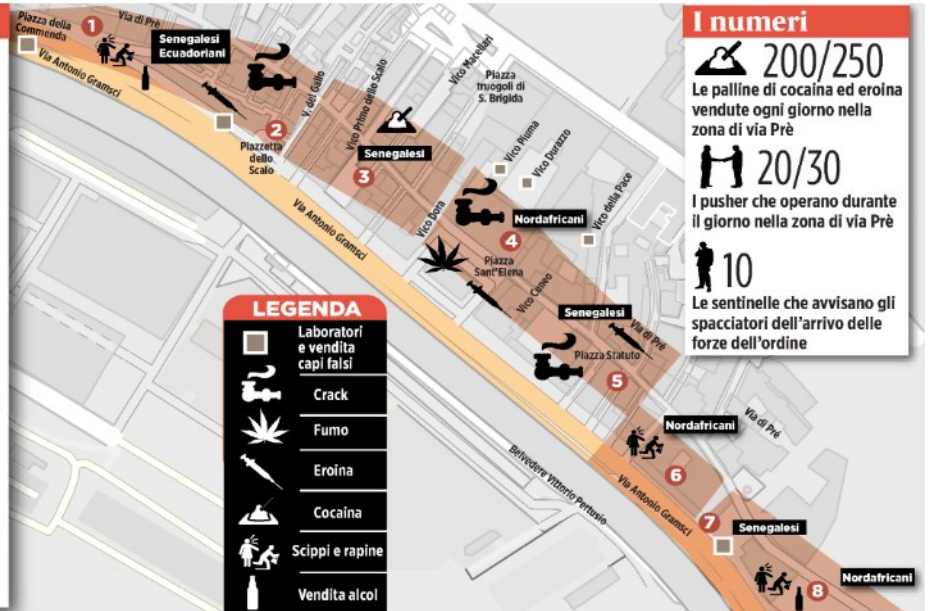 Piazza della
Commenda
Via di Prè
1
Senegalesi
Ecuadoriani
Via Antonio Gramsci
V. del Gallo
2
Piazzetta
dello
Scalo
Vico Primo dello Scalo
Senegalesi
3
Vico Macellari
Piazza
truogoli di
S. Brigida
Vico Piuma
Vico Durazzo
Vico della Pace
Via Antonio Gramsci
Vico Dora
Nordafricani
4
Piazza
Sant'Elena
Vico Cuneo
Senegalesi
Via di Prè
Piazza Statuto
5
Nordafricani
Via di Prè
6
Belvedere Vittorio Pertusio
Via Antonio Gramsci
7
Senegalesi
Nordafricani
8
I numeri
200/250
Le palline di cocaina ed eroina
vendute ogni giorno nella
zona di via Prè
20/30
I pusher che operano durante
il giorno nella zona di via Prè
10
Le sentinelle che avvisano gli
spacciatori dell'arrivo delle
forze dell'ordine
LEGENDA
Laboratori
e vendita
capi falsi
Crack
Fumo
Eroina
Cocaina
Scippi e rapine
Vendita alcol